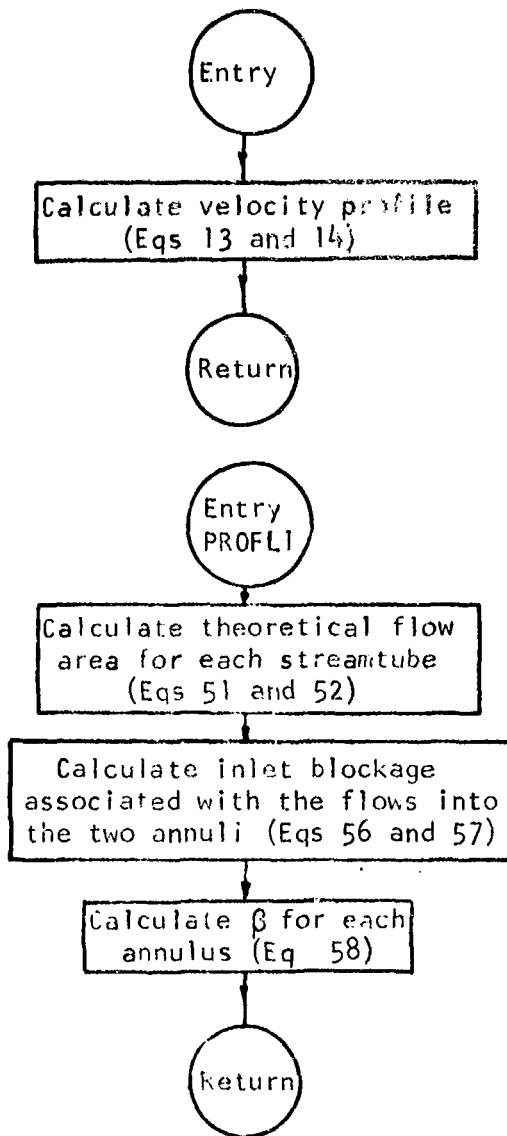 Entry
Calculate velocity profile
(Eqs 13 and 14)
Return
Entry
PROFL1
Calculate theoretical flow
area for each streamtube
(Eqs 51 and 52)
Calculate inlet blockage
associated with the flows into
the two annuli (Eqs 56 and 57)
Calculate β for each
annulus (Eq 58)
Return